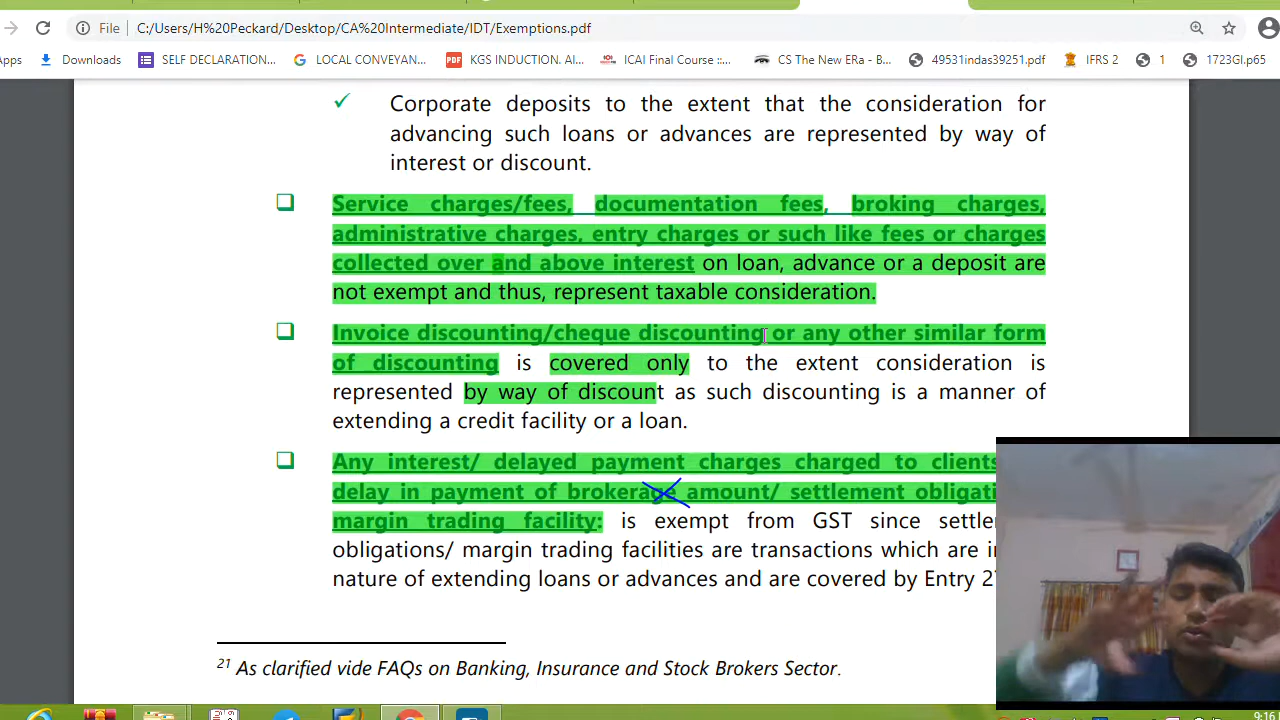 File
C:/Users/H%20Peckard/Desktop/CA%20Intermediate/IDT/Exemptions.pdf
Apps
Downloads
SELF DECLARATION...
LOCAL CONVEYAN...
PDF
KGS INDUCTION. AI...
ICAI Final Course ::...
CS The New ERa - B...
49531indas39251.pdf
IFRS 2
1
1723GI.p65
✓ Corporate deposits to the extent that the consideration for
advancing such loans or advances are represented by way of
interest or discount.
Service charges/fees, documentation fees, broking charges,
administrative charges, entry charges or such like fees or charges
collected over and above interest on loan, advance or a deposit are
not exempt and thus, represent taxable consideration.
Invoice discounting/cheque discounting or any other similar form
of discounting is covered only to the extent consideration is
represented by way of discount as such discounting is a manner of
extending a credit facility or a loan.
Any interest/ delayed payment charges charged to clients
delay in payment of brokerage amount/ settlement obligati
margin trading facility: is exempt from GST since settler
obligations/ margin trading facilities are transactions which are i
nature of extending loans or advances and are covered by Entry 2
21 As clarified vide FAQs on Banking, Insurance and Stock Brokers Sector.